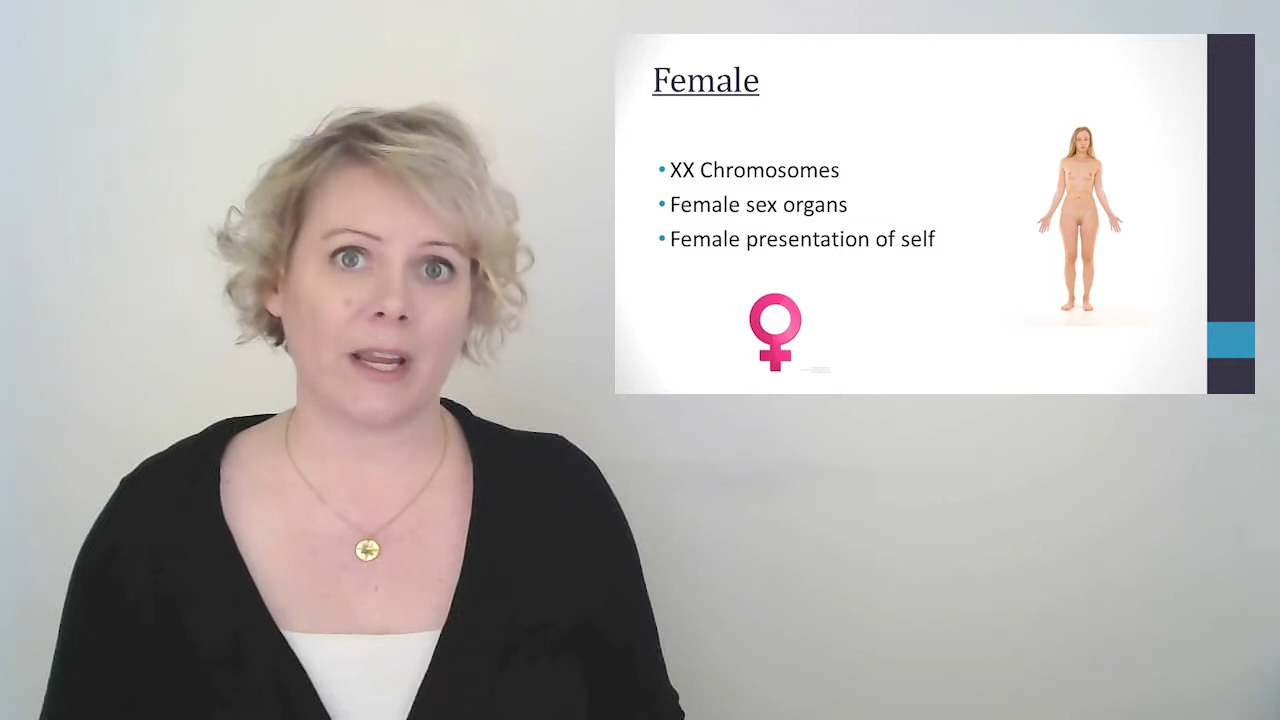 Female
• XX Chromosomes
• Female sex organs
• Female presentation of self